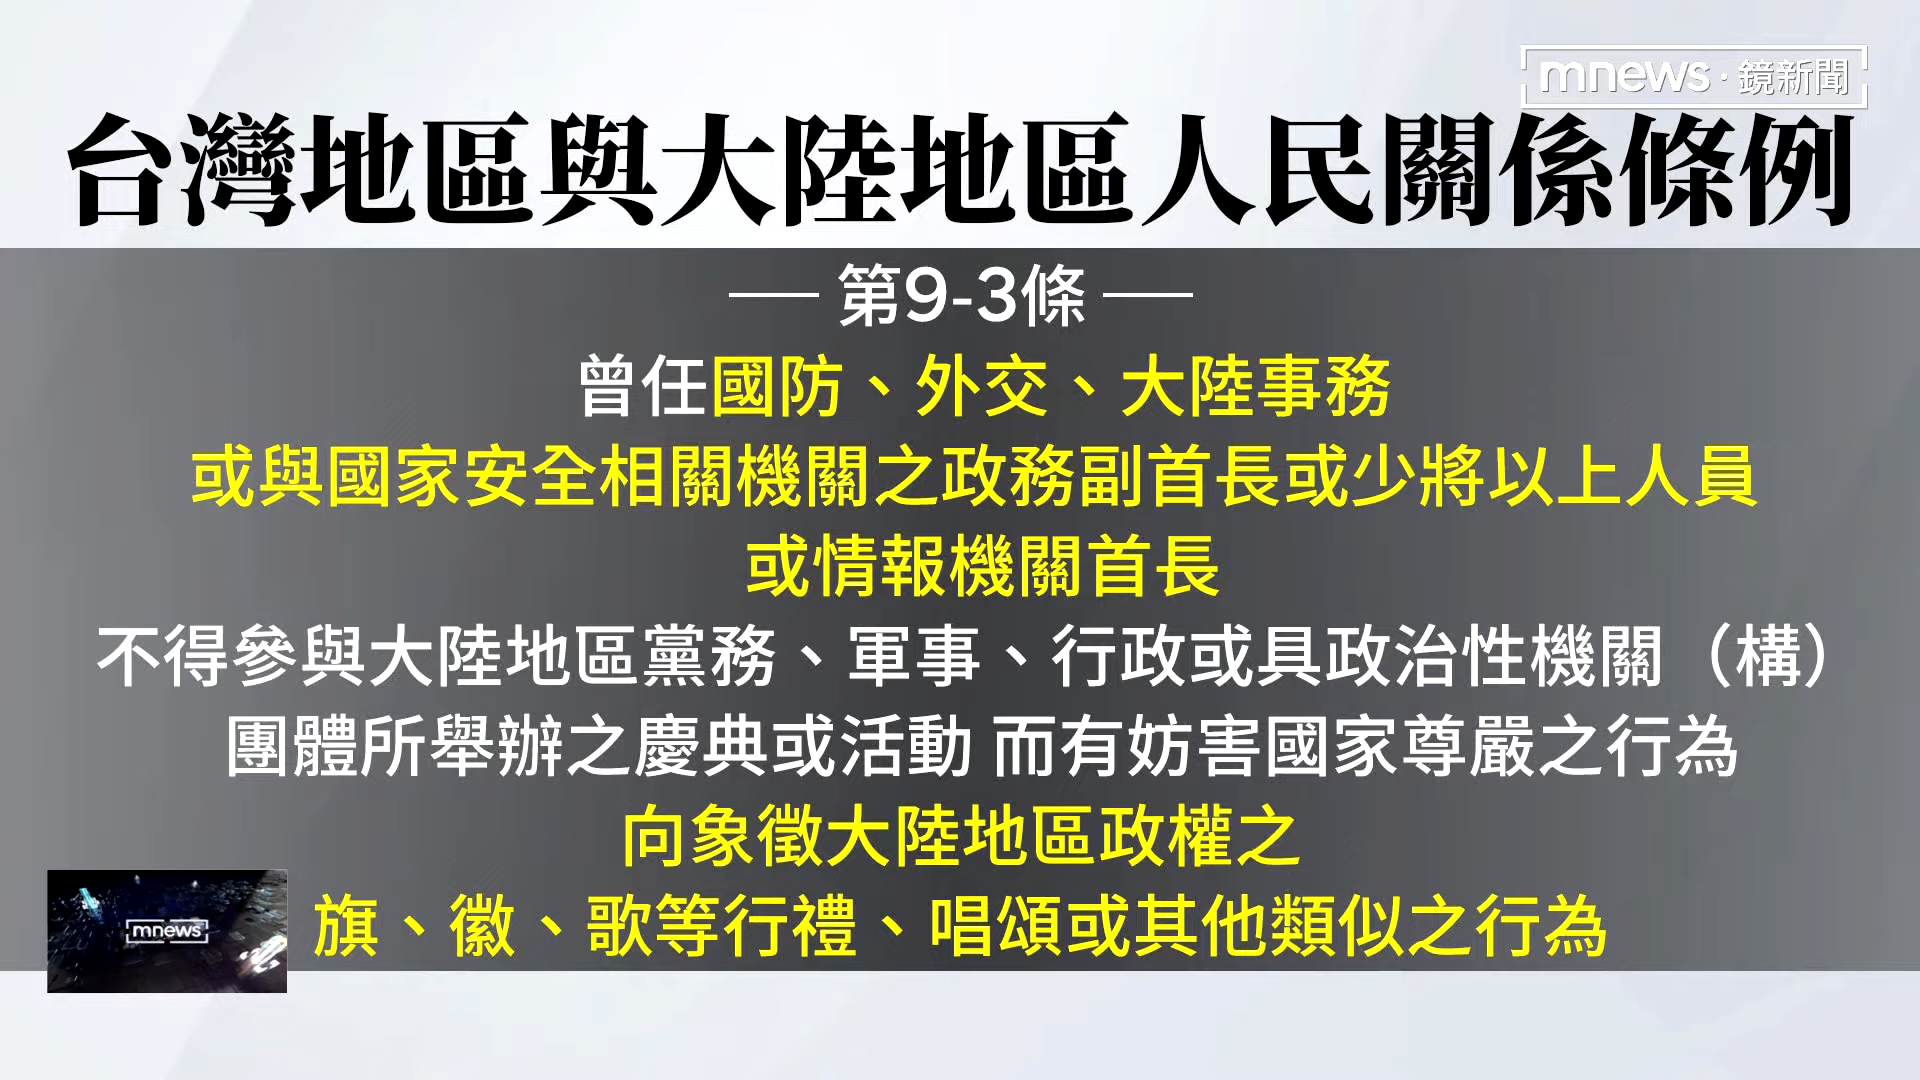 mnews·鏡新聞
台灣地區與大陸地區人民關係條例
第9-3條
曾任國防、外交、大陸事務
或與國家安全相關機關之政務副首長或少將以上人員
或情報機關首長
不得參與大陸地區黨務、軍事、行政或具政治性機關（構）
團體所舉辦之慶典或活動 而有妨害國家尊嚴之行為
向象徵大陸地區政權之
旗、徽、歌等行禮、唱頌或其他類似之行為
mnews